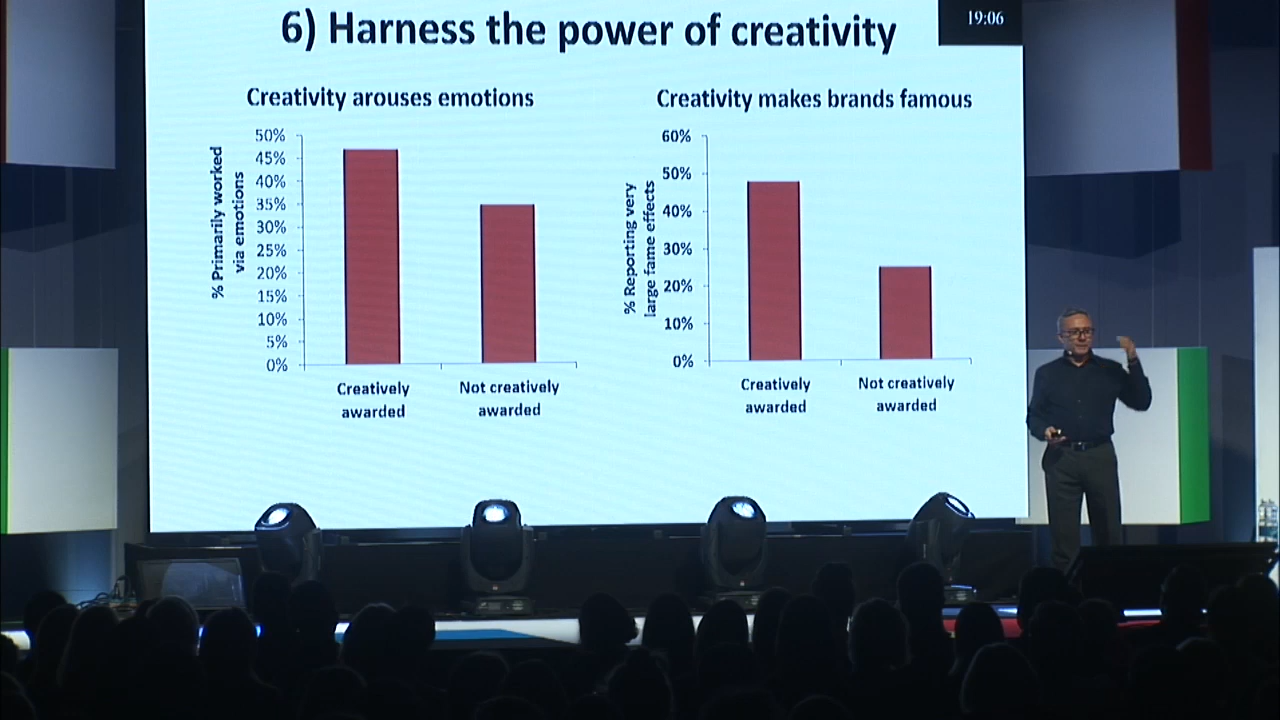 6) Harness the power of creativity
19:06
Creativity arouses emotions
% Primarily worked
via emotions
50%
45%
40%
35%
30%
25%
20%
15%
10%
5%
0%
Creatively
awarded
Not creatively
awarded
Creativity makes brands famous
% Reporting very
large fame effects
60%
50%
40%
30%
20%
10%
0%
Creatively
awarded
Not creatively
awarded